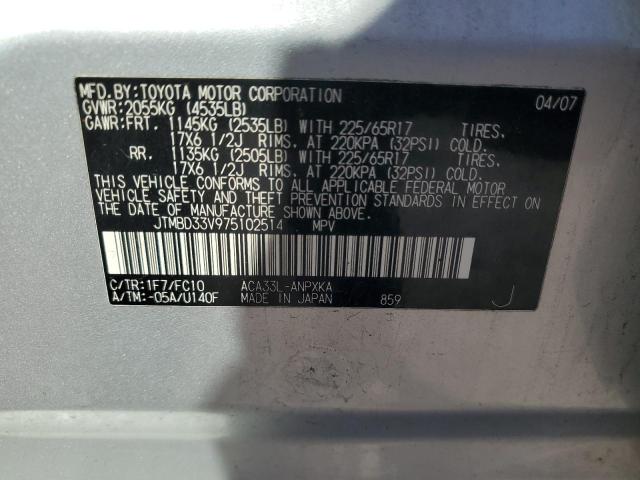 MFD.BY:TOYOTA MOTOR CORPORATION 04/07
GVWR:2055KG (4535LB)
GAWR:FRT. 1145KG (2535LB) WITH 225/65R17 TIRES.
17X6 1/2J RIMS. AT 220KPA (32PSI) COLD.
RR. 1135KG (2505LB) WITH 225/65R17 TIRES.
17X6 1/2J RIMS. AT 220KPA (32PSI) COLD.
THIS VEHICLE CONFORMS TO ALL APPLICABLE FEDERAL MOTOR
VEHICLE SAFETY AND THEFT PREVENTION STANDARDS IN EFFECT ON THE
DATE OF MANUFACTURE SHOWN ABOVE.
JTMBD33V975102514 MPV
C/TR:1F7/FC10 ACA33L-ANPXKA
A/TM:-05A/U140F MADE IN JAPAN 859 J